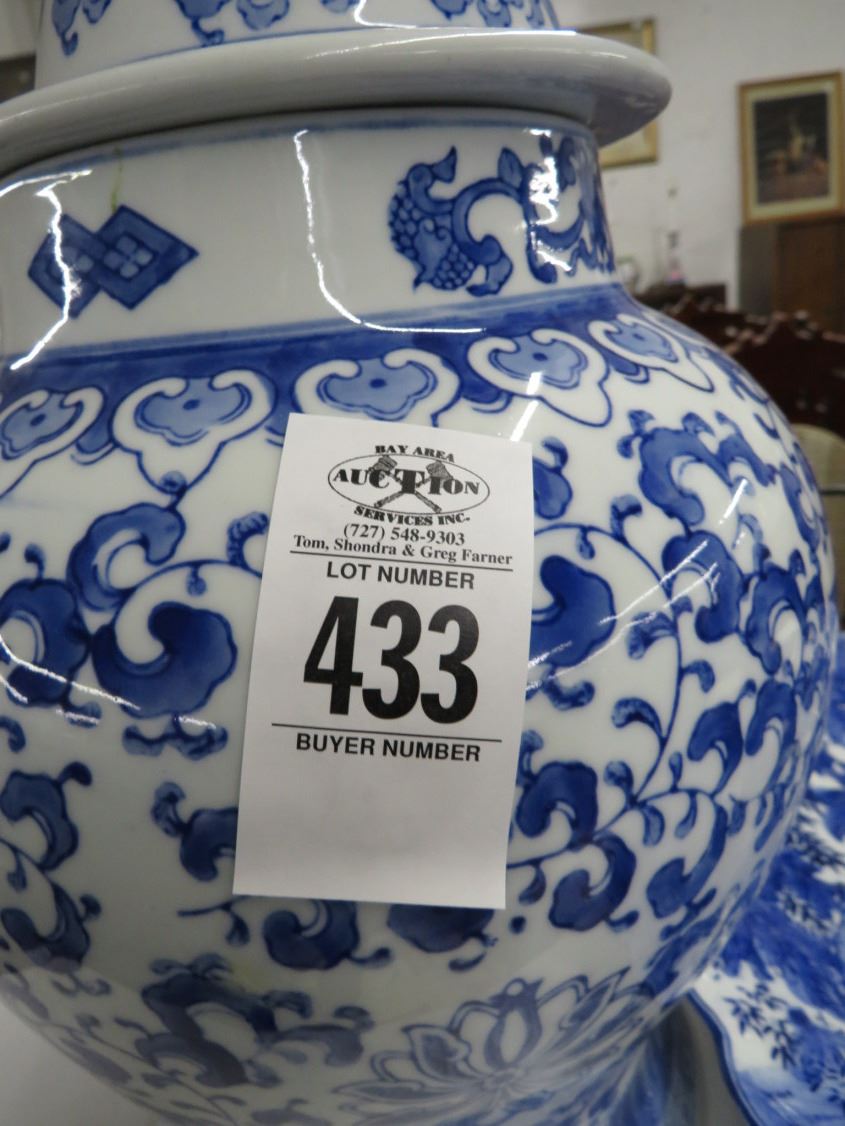 BAY AREA
AUCTION
SERVICES INC.
(727) 548-9303
Tom, Shondra & Greg Farner
LOT NUMBER
433
BUYER NUMBER